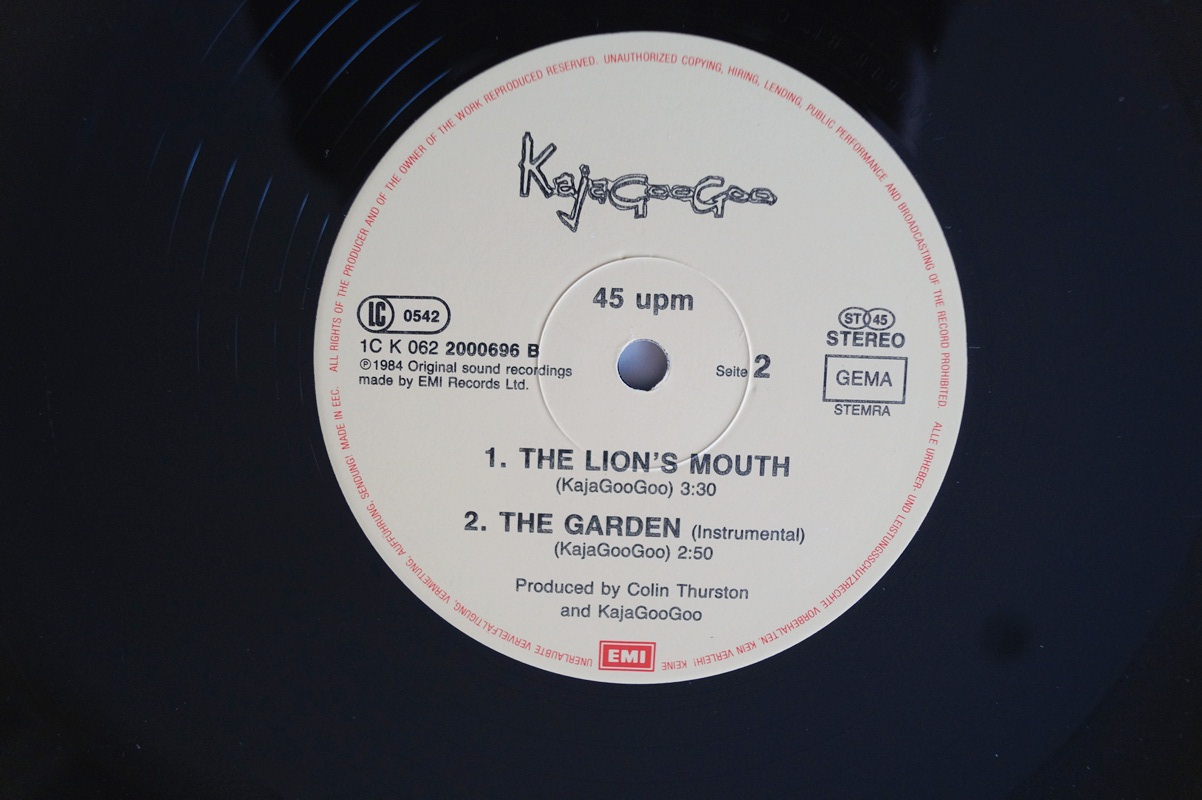 KajaGooGoo
45 upm
LC 0542
1C K 062 2000696 B
℗1984 Original sound recordings
made by EMI Records Ltd.
Seite 2
ST 45
STEREO
GEMA
STEMRA
1. THE LION'S MOUTH
(KajaGooGoo) 3:30
2. THE GARDEN (Instrumental)
(KajaGooGoo) 2:50
Produced by Colin Thurston
and KajaGooGoo
EMI
ALL RIGHTS OF THE PRODUCER AND OF THE OWNER OF THE WORK REPRODUCED RESERVED. UNAUTHORIZED COPYING, HIRING, LENDING, PUBLIC PERFORMANCE AND BROADCASTING OF THE RECORD PROHIBITED. ALLE URHEBER- UND LEISTUNGSSCHUTZRECHTE VORBEHALTEN. KEIN VERLEIH! KEINE UNERLAUBTE VERVIELFÄLTIGUNG, VERMIETUNG, AUFFÜHRUNG, SENDUNG! MADE IN EEC.